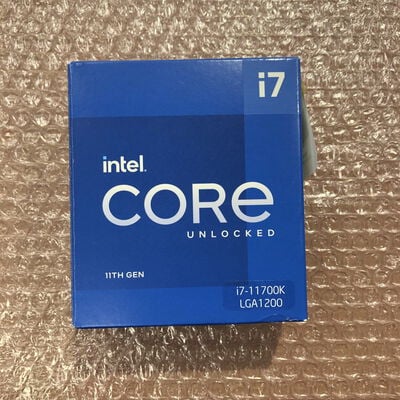 i7
intel.
CORE
UNLOCKED
11TH GEN
i7-11700K
LGA1200